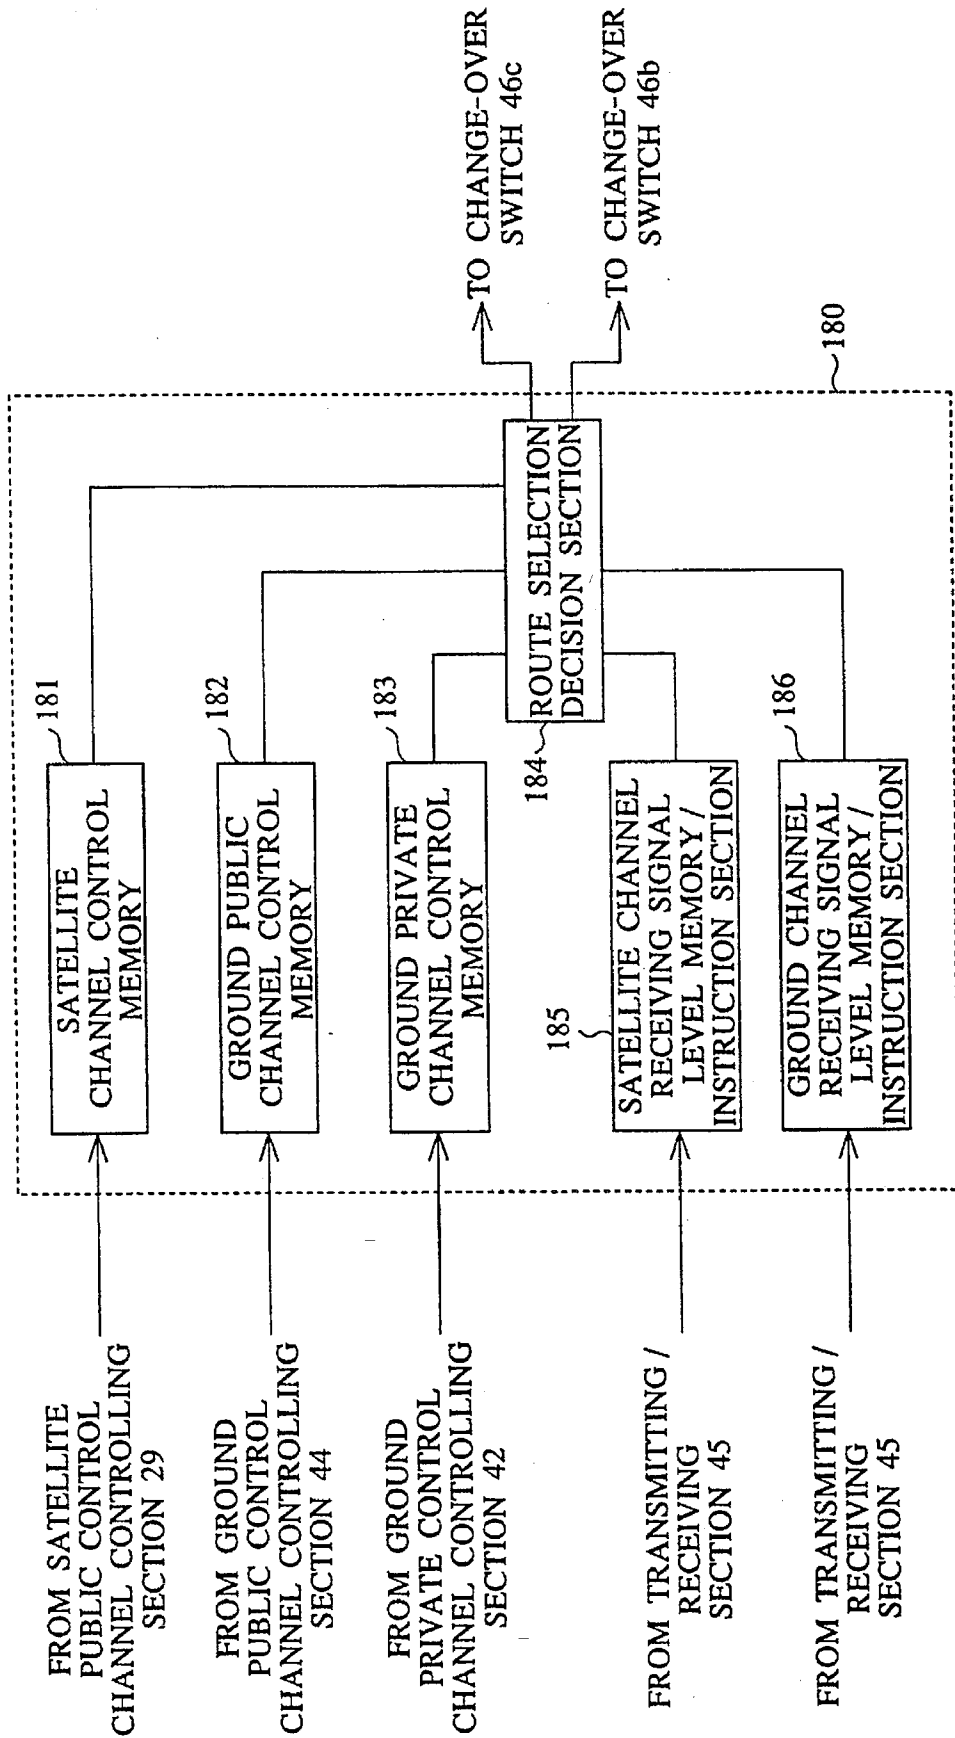 FROM SATELLITE
PUBLIC CONTROL
CHANNEL CONTROLLING
SECTION 29
SATELLITE
CHANNEL CONTROL
MEMORY
181
FROM GROUND
PUBLIC CONTROL
CHANNEL CONTROLLING
SECTION 44
GROUND PUBLIC
CHANNEL CONTROL
MEMORY
182
FROM GROUND
PRIVATE CONTROL
CHANNEL CONTROLLING
SECTION 42
GROUND PRIVATE
CHANNEL CONTROL
MEMORY
183
ROUTE SELECTION
DECISION SECTION
184
TO CHANGE-OVER
SWITCH 46c
TO CHANGE-OVER
SWITCH 46b
FROM TRANSMITTING /
RECEIVING
SECTION 45
185
SATELLITE CHANNEL
RECEIVING SIGNAL
LEVEL MEMORY /
INSTRUCTION SECTION
FROM TRANSMITTING /
RECEIVING
SECTION 45
GROUND CHANNEL
RECEIVING SIGNAL
LEVEL MEMORY /
INSTRUCTION SECTION
186
180